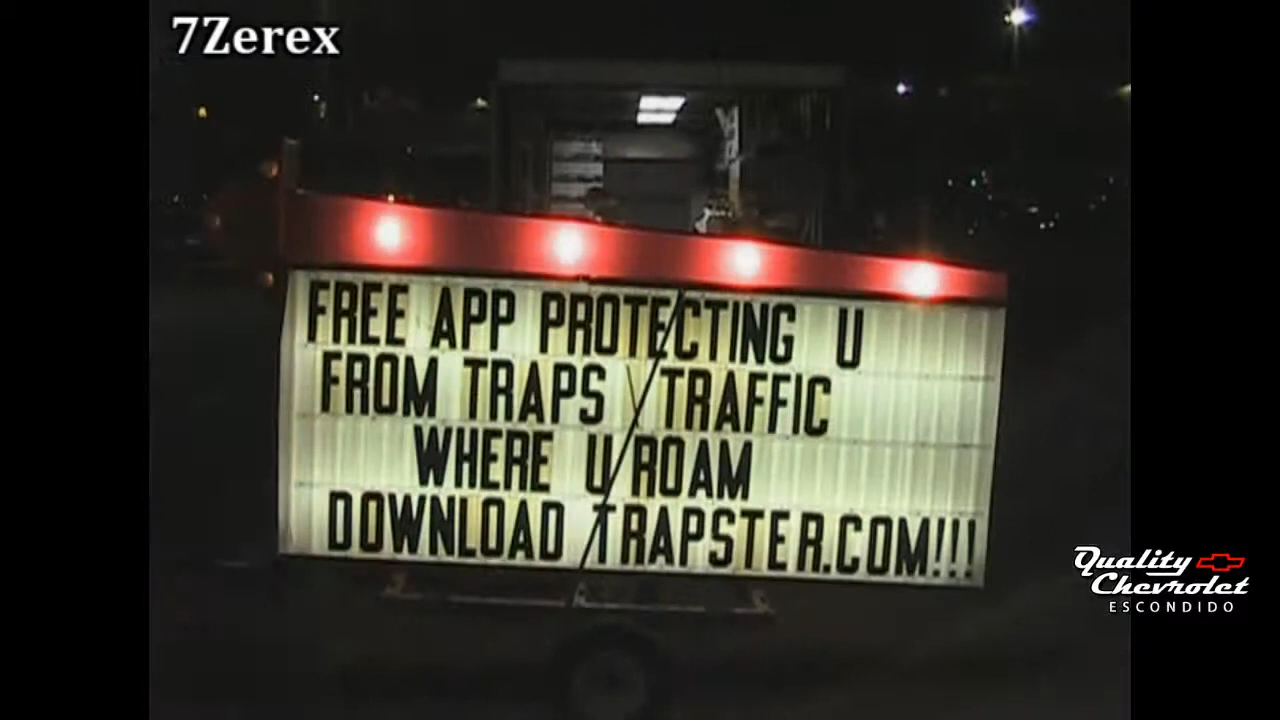 7Zerex
FREE APP PROTECTING U
FROM TRAPS \ TRAFFIC
WHERE U ROAM
DOWNLOAD TRAPSTER.COM!!!
Quality
Chevrolet
ESCONDIDO